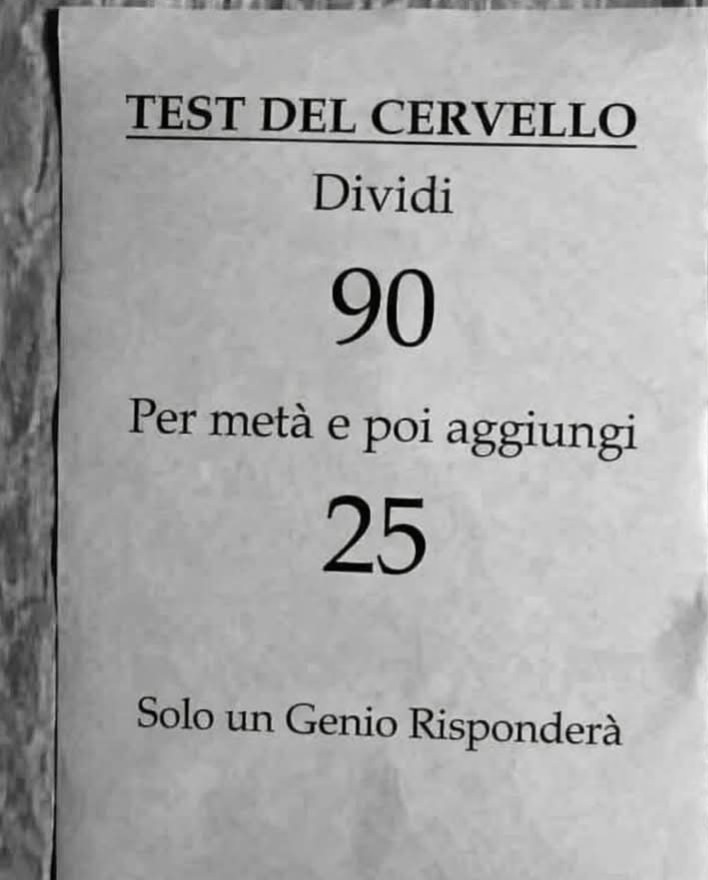 TEST DEL CERVELLO
Dividi
90
Per metà e poi aggiungi
25
Solo un Genio Risponderà